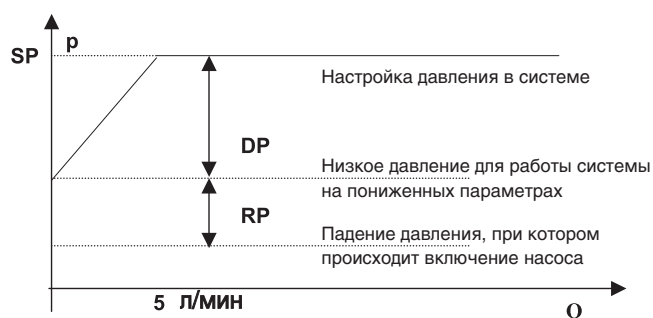 p
SP
Настройка давления в системе
DP
Низкое давление для работы системы
на пониженных параметрах
RP
Падение давления, при котором
происходит включение насоса
5 л/мин
Q